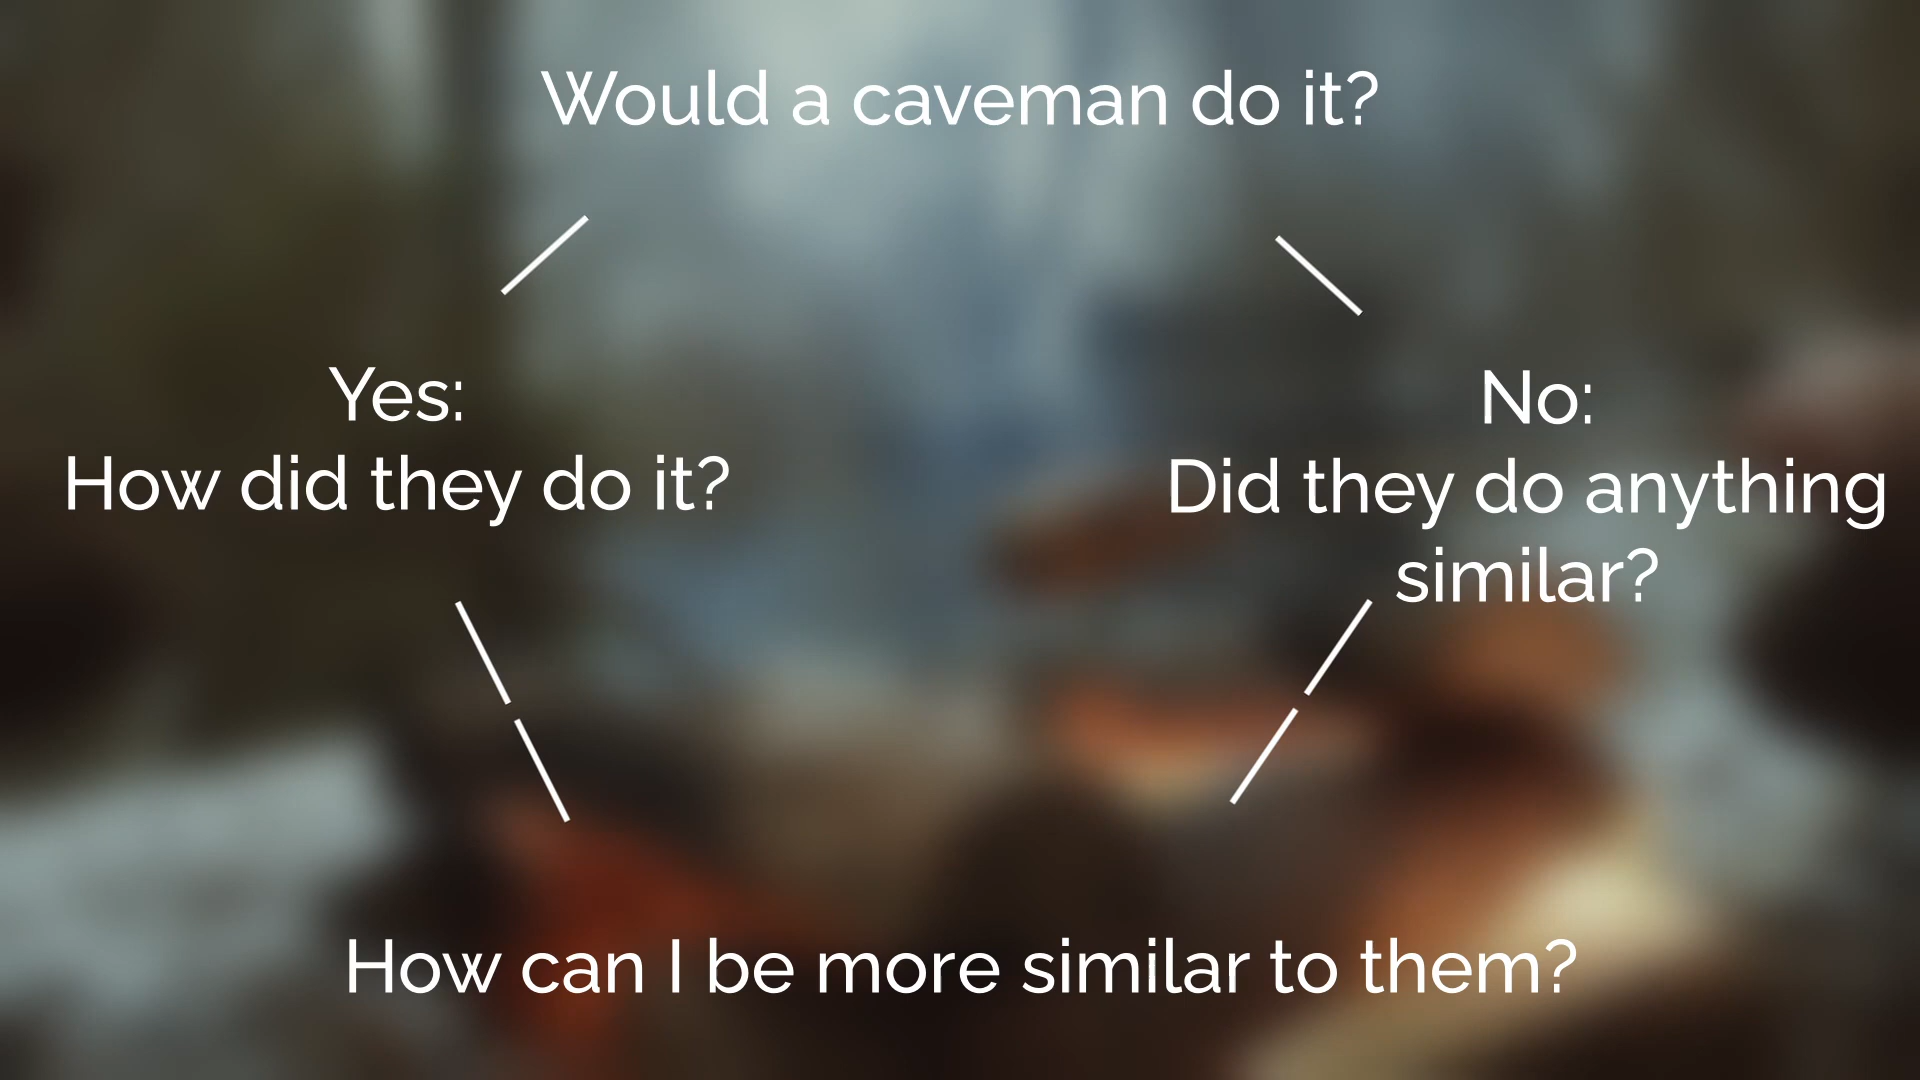 Would a caveman do it?
Yes:
How did they do it?
No:
Did they do anything
similar?
How can I be more similar to them?